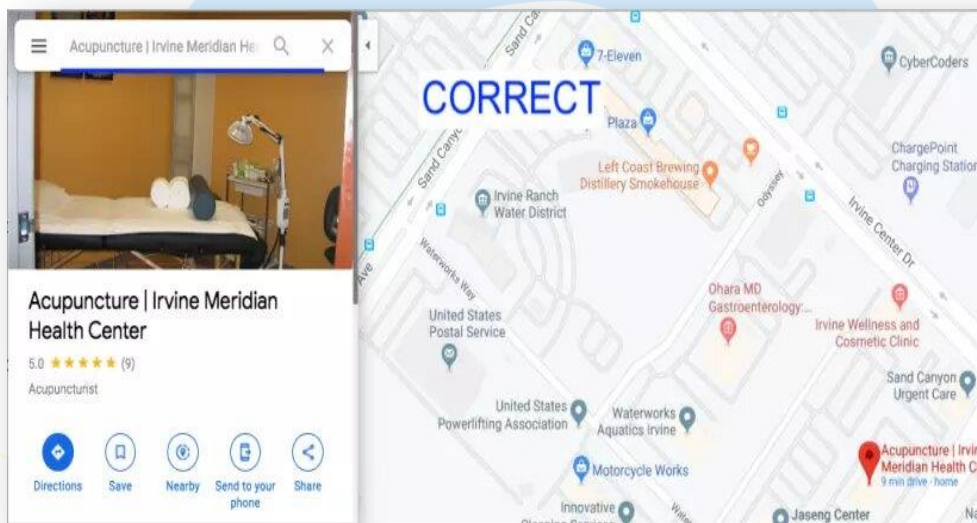 Acupuncture | Irvine Meridian He
Acupuncture | Irvine Meridian
Health Center
5.0 ★★★★★ (9)
Acupuncturist
Directions
Save
Nearby
Send to your
phone
Share
CORRECT
Sand
7-Eleven
CyberCoders
Plaza
Sand Canyo
Left Coast Brewing
Distillery Smokehouse
ChargePoint
Charging Station
Irvine Ranch
Water District
Odyssey
Irvine Center Dr
Ave
Waterworks Way
United States
Postal Service
Ohara MD
Gastroenterology:...
Irvine Wellness and
Cosmetic Clinic
Sand Canyon
Urgent Care
United States
Powerlifting Association
Waterworks
Aquatics Irvine
Motorcycle Works
Acupuncture | Irvi
Meridian Health C
9 min drive - home
Innovative
Jaseng Center